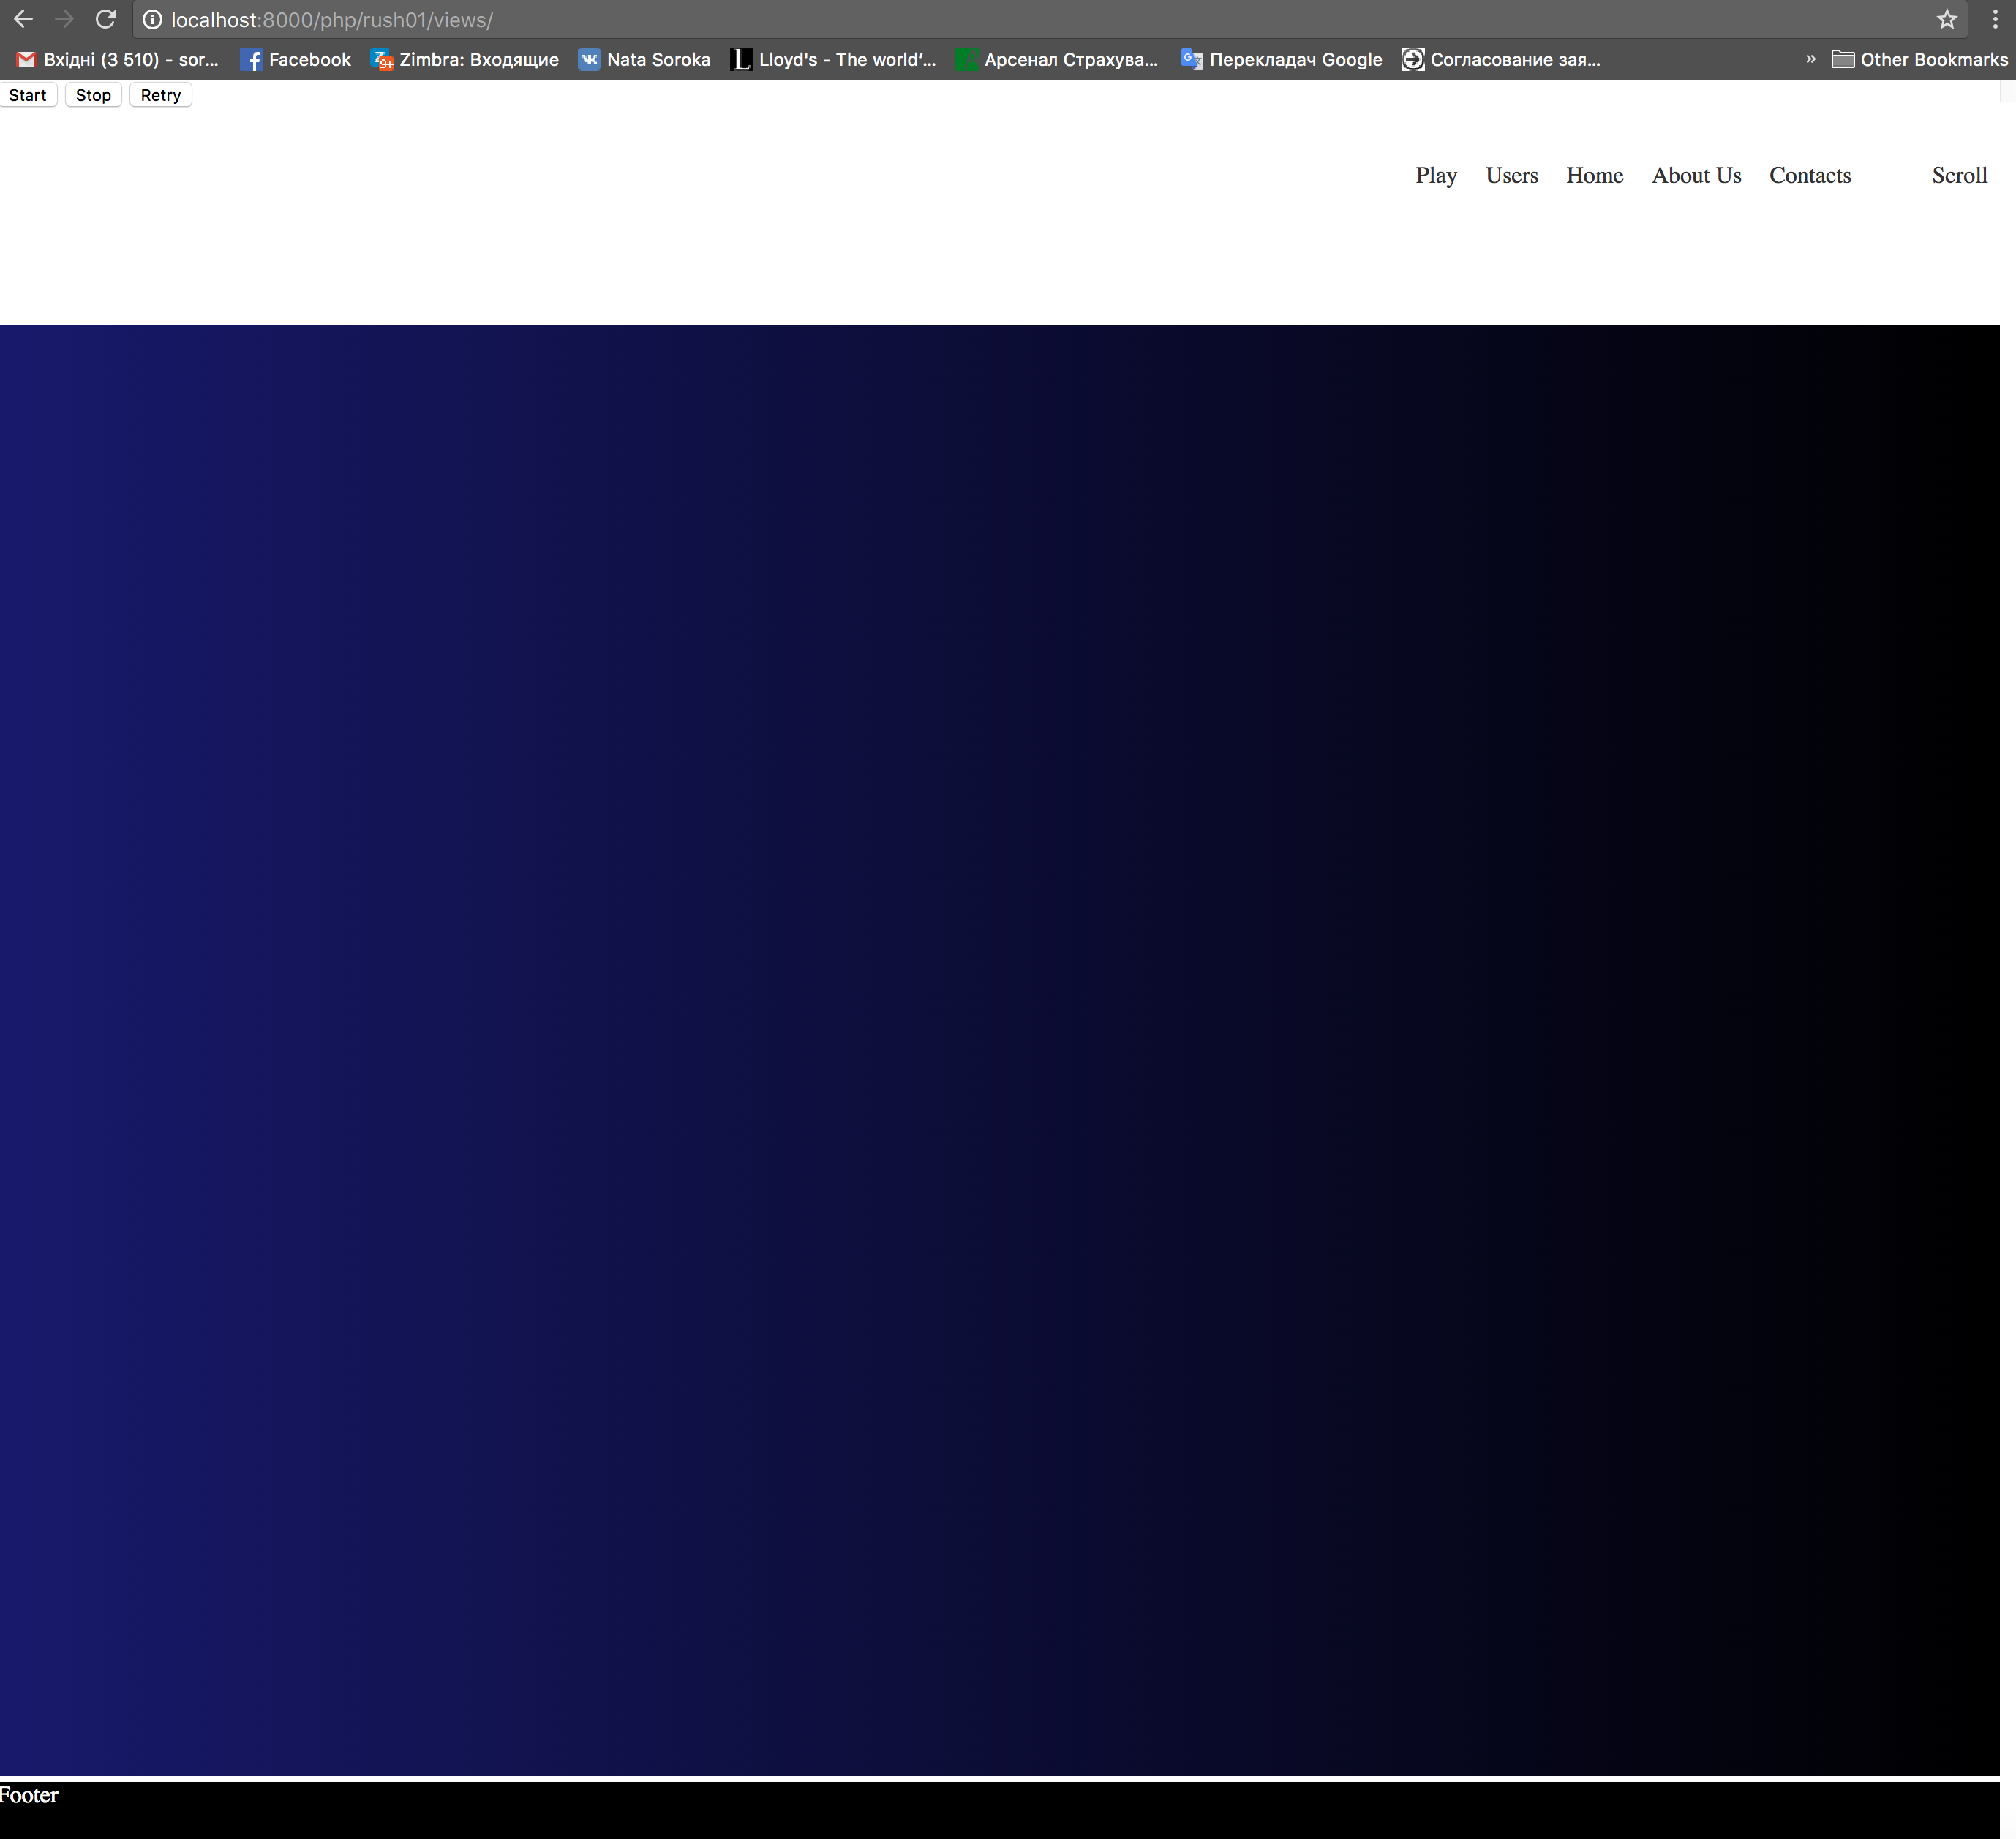 localhost:8000/php/rush01/views/
Вхідні (3 510) - sor... Facebook Zimbra: Входящие Nata Soroka Lloyd's - The world'... Арсенал Страхува... Перекладач Google Согласование зая... » Other Bookmarks
Start Stop Retry
Play Users Home About Us Contacts Scroll
Footer